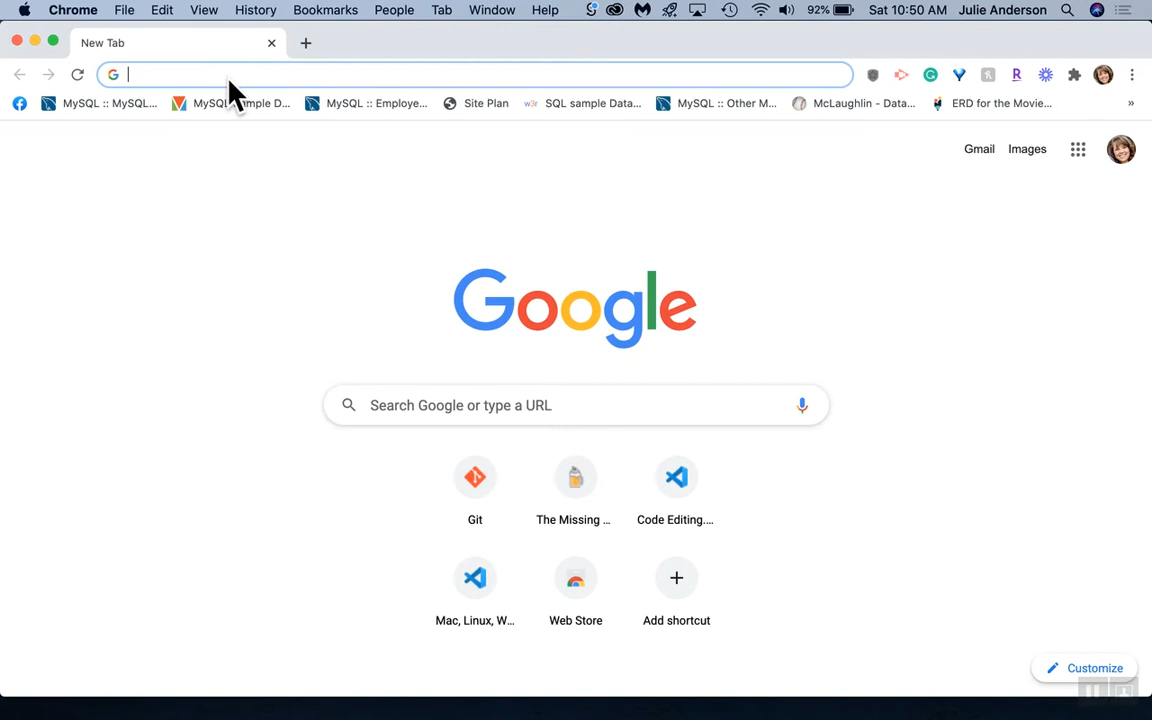 Chrome File Edit View History Bookmarks People Tab Window Help 92% Sat 10:50 AM Julie Anderson
New Tab
MySQL :: MySQL... MySQL Sample D... MySQL :: Employe... Site Plan w3r SQL sample Data... MySQL :: Other M... McLaughlin - Data... ERD for the Movie... »
Gmail Images
Google
Search Google or type a URL
Git The Missing ... Code Editing....
Mac, Linux, W... Web Store Add shortcut
Customize